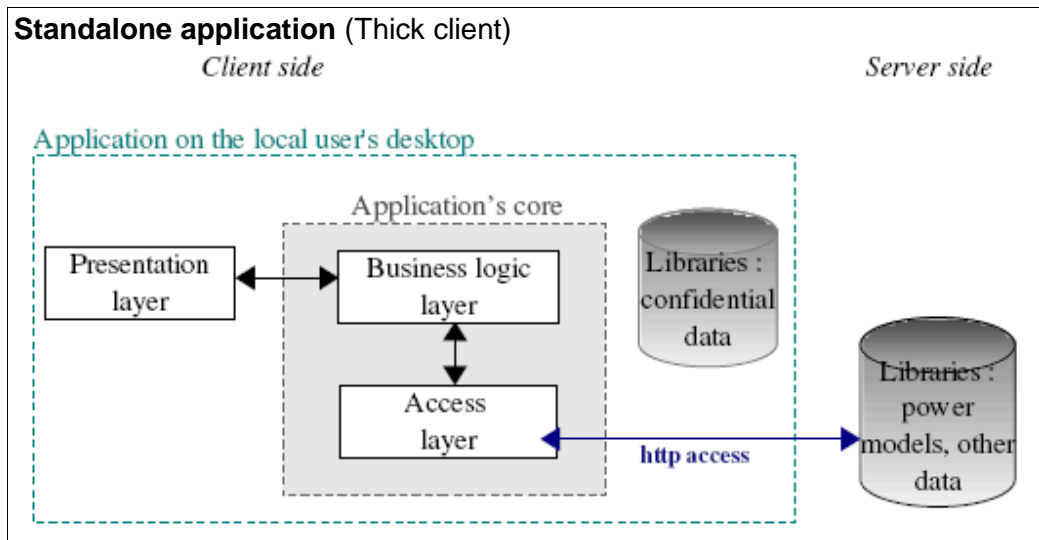 Standalone application (Thick client)
Client side
Server side
Application on the local user's desktop
Application's core
Presentation
layer
Business logic
layer
Libraries :
confidential
data
Access
layer
http access
Libraries :
power
models, other
data